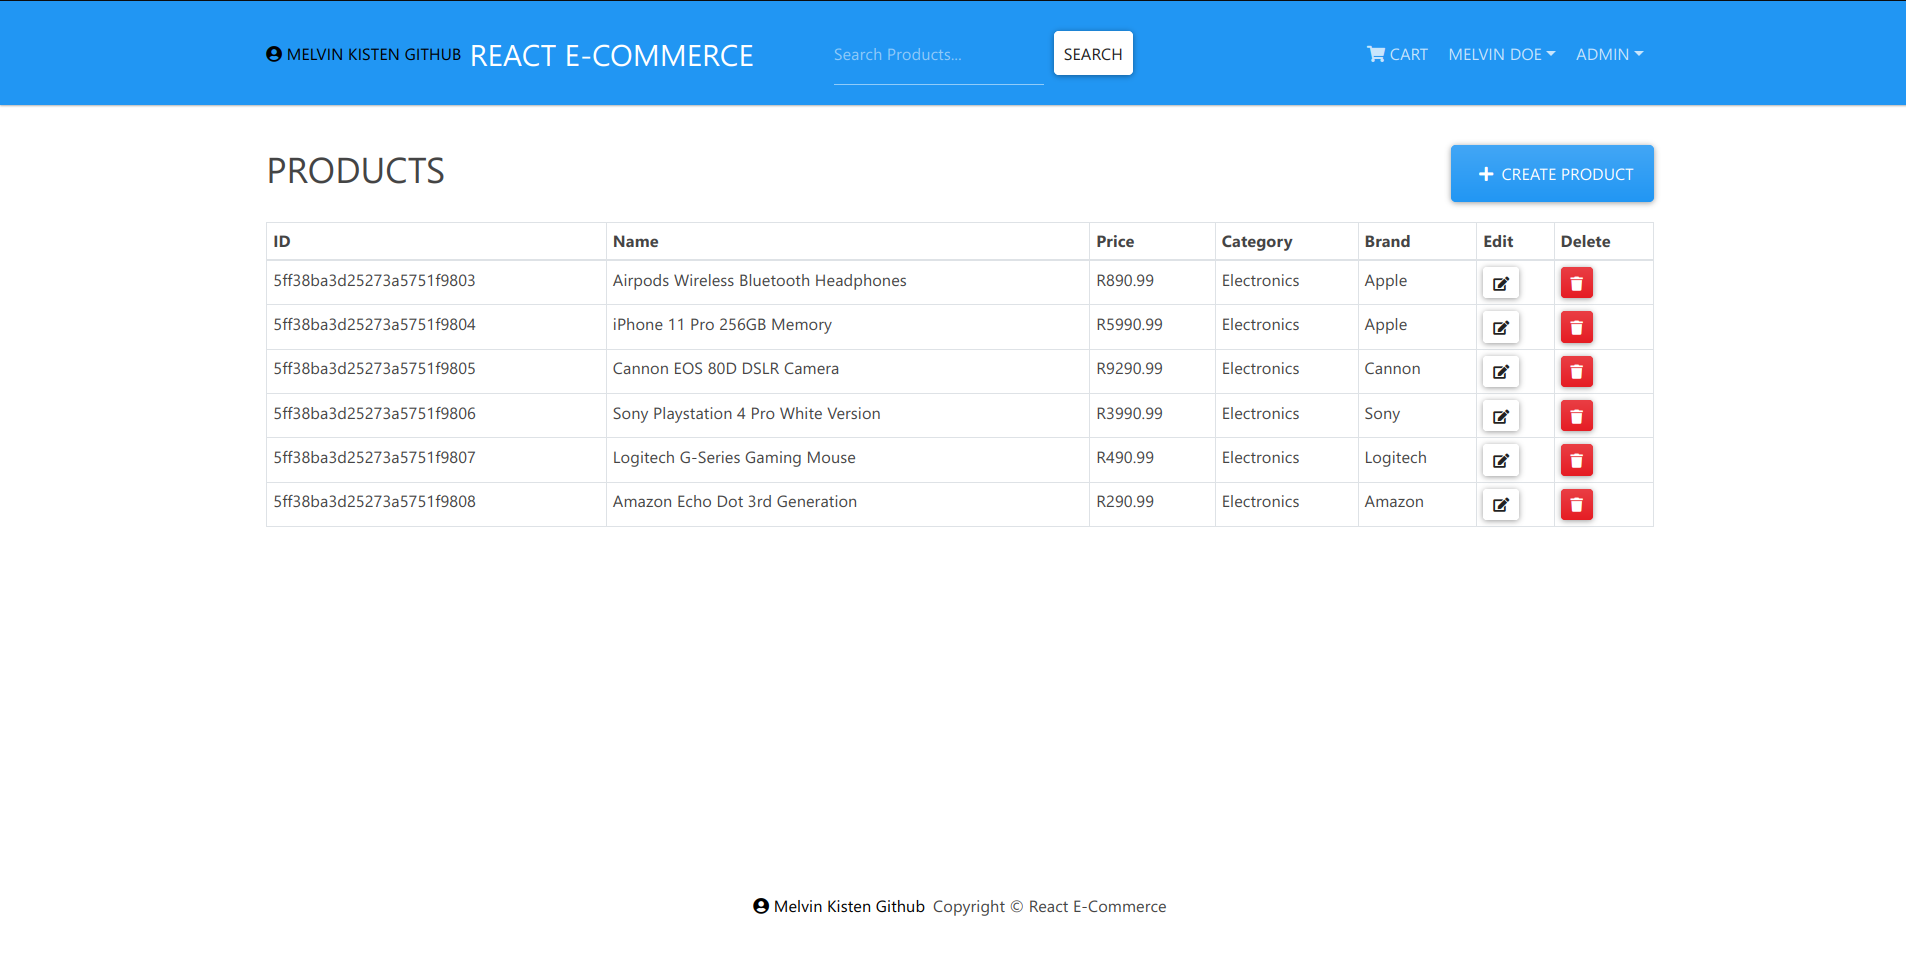 MELVIN KISTEN GITHUB REACT E-COMMERCE Search Products... SEARCH CART MELVIN DOE ADMIN
PRODUCTS CREATE PRODUCT
ID Name Price Category Brand Edit Delete
5ff38ba3d25273a5751f9803 Airpods Wireless Bluetooth Headphones R890.99 Electronics Apple
5ff38ba3d25273a5751f9804 iPhone 11 Pro 256GB Memory R5990.99 Electronics Apple
5ff38ba3d25273a5751f9805 Cannon EOS 80D DSLR Camera R9290.99 Electronics Cannon
5ff38ba3d25273a5751f9806 Sony Playstation 4 Pro White Version R3990.99 Electronics Sony
5ff38ba3d25273a5751f9807 Logitech G-Series Gaming Mouse R490.99 Electronics Logitech
5ff38ba3d25273a5751f9808 Amazon Echo Dot 3rd Generation R290.99 Electronics Amazon
Melvin Kisten Github Copyright © React E-Commerce